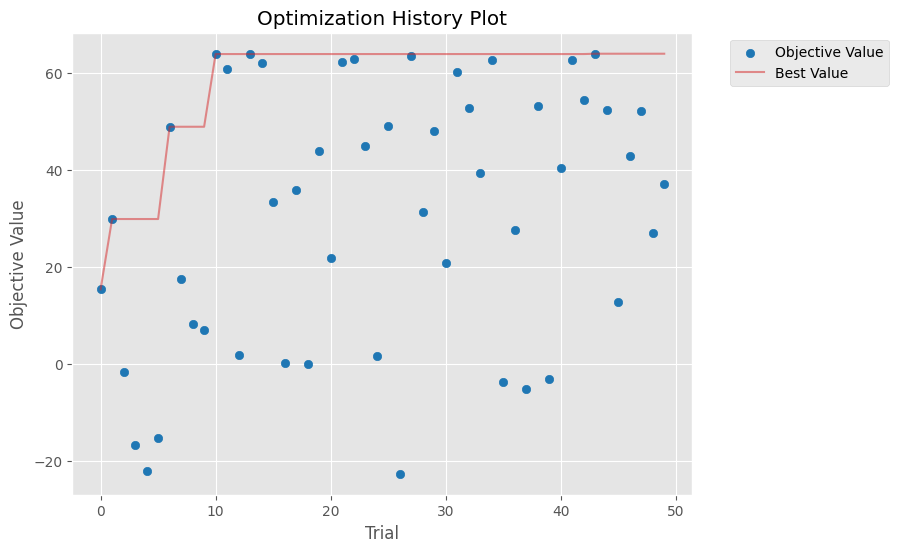 Optimization History Plot
Objective Value
Best Value
Objective Value
60
40
20
0
−20
0 10 20 30 40 50
Trial